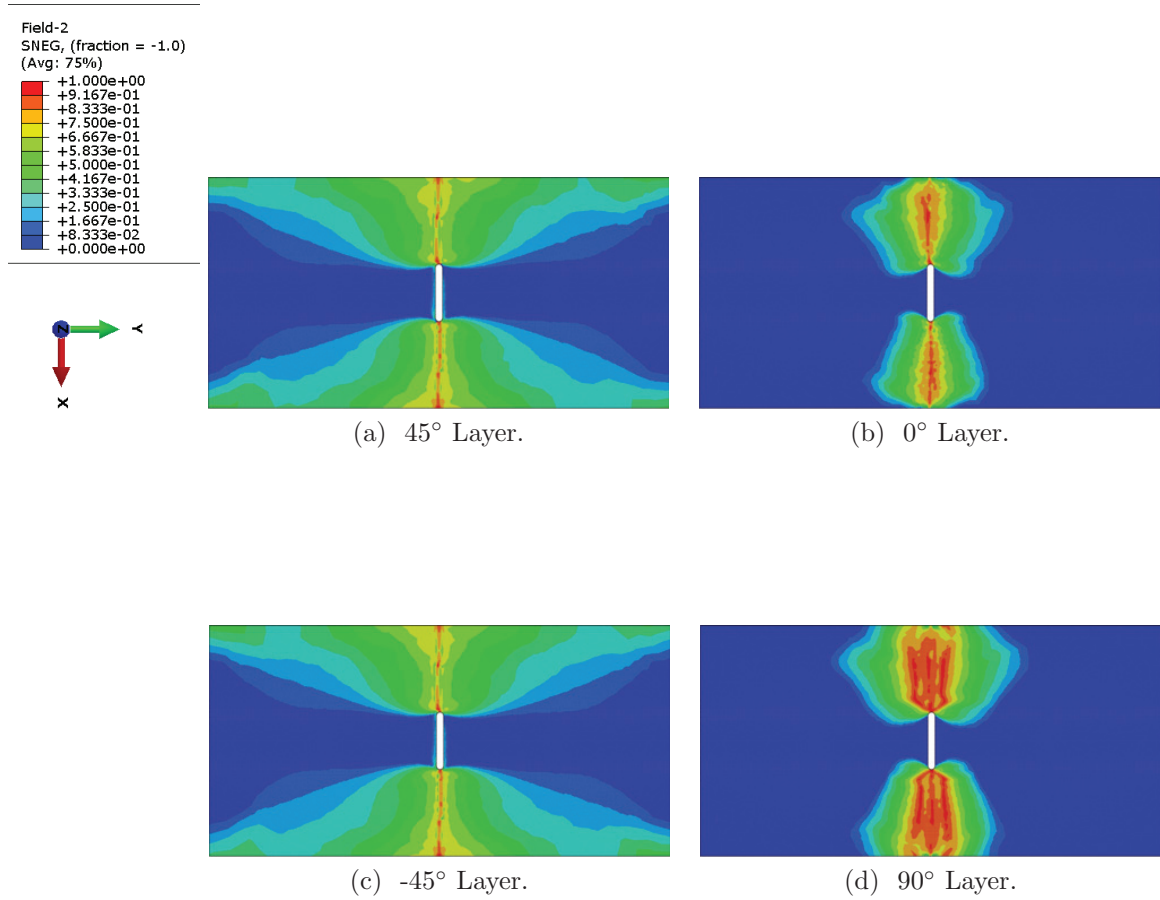 Field-2
SNEG, (fraction = -1.0)
(Avg: 75%)
+1.000e+00
+9.167e-01
+8.333e-01
+7.500e-01
+6.667e-01
+5.833e-01
+5.000e-01
+4.167e-01
+3.333e-01
+2.500e-01
+1.667e-01
+8.333e-02
+0.000e+00
Z
Y
X
(a) 45° Layer.
(b) 0° Layer.
(c) -45° Layer.
(d) 90° Layer.